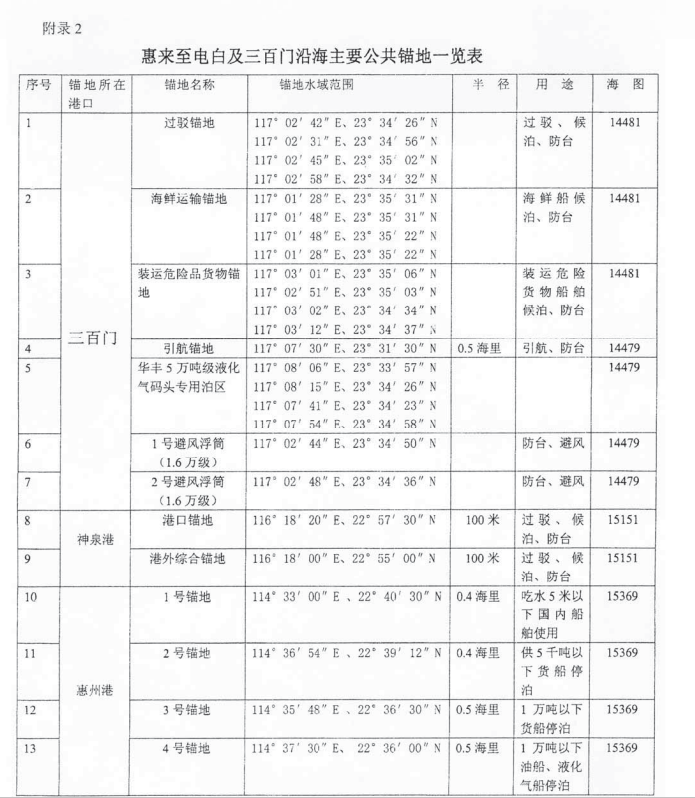 附录 2
惠来至电白及三百门沿海主要公共锚地一览表
序号 锚地所在港口 锚地名称 锚地水域范围 半 径 用 途 海 图
三百门
1 过驳锚地 117° 02′ 42″ E、23° 34′ 26″ N 过驳、候 14481
117° 02′ 31″ E、23° 34′ 56″ N 泊、防台
117° 02′ 45″ E、23° 35′ 02″ N
117° 02′ 58″ E、23° 34′ 32″ N
2 海鲜运输锚地 117° 01′ 28″ E、23° 35′ 31″ N 海鲜船候 14481
117° 01′ 48″ E、23° 35′ 31″ N 泊、防台
117° 01′ 48″ E、23° 35′ 22″ N
117° 01′ 28″ E、23° 35′ 22″ N
3 装运危险品货物锚 117° 03′ 01″ E、23° 35′ 06″ N 装运危险 14481
地 117° 02′ 51″ E、23° 35′ 03″ N 货物船舶
117° 03′ 02″ E、23° 34′ 34″ N 候泊、防台
117° 03′ 12″ E、23° 34′ 37″ N
4 引航锚地 117° 07′ 30″ E、23° 31′ 30″ N 0.5 海里 引航、防台 14479
5 华丰 5 万吨级液化 117° 08′ 06″ E、23° 33′ 57″ N 14479
气码头专用泊区 117° 08′ 15″ E、23° 34′ 26″ N
117° 07′ 41″ E、23° 34′ 23″ N
117° 07′ 54″ E、23° 34′ 58″ N
6 1 号避风浮筒 117° 02′ 44″ E、23° 34′ 50″ N 防台、避风 14479
（1.6 万级）
7 2 号避风浮筒 117° 02′ 48″ E、23° 34′ 36″ N 防台、避风 14479
（1.6 万级）
神泉港
8 港口锚地 116° 18′ 20″ E、22° 57′ 30″ N 100 米 过驳、候 15151
泊、防台
9 港外综合锚地 116° 18′ 00″ E、22° 55′ 00″ N 100 米 过驳、候 15151
泊、防台
惠州港
10 1 号锚地 114° 33′ 00″ E 、22° 40′ 30″ N 0.4 海里 吃水 5 米以 15369
下国内船
舶使用
11 2 号锚地 114° 36′ 54″ E 、22° 39′ 12″ N 0.4 海里 供 5 千吨以 15369
下货船停
泊
12 3 号锚地 114° 35′ 48″ E 、22° 36′ 30″ N 0.5 海里 1 万吨以下 15369
货船停泊
13 4 号锚地 114° 37′ 30″ E、 22° 36′ 00″ N 0.5 海里 1 万吨以下 15369
油船、液化
气船停泊